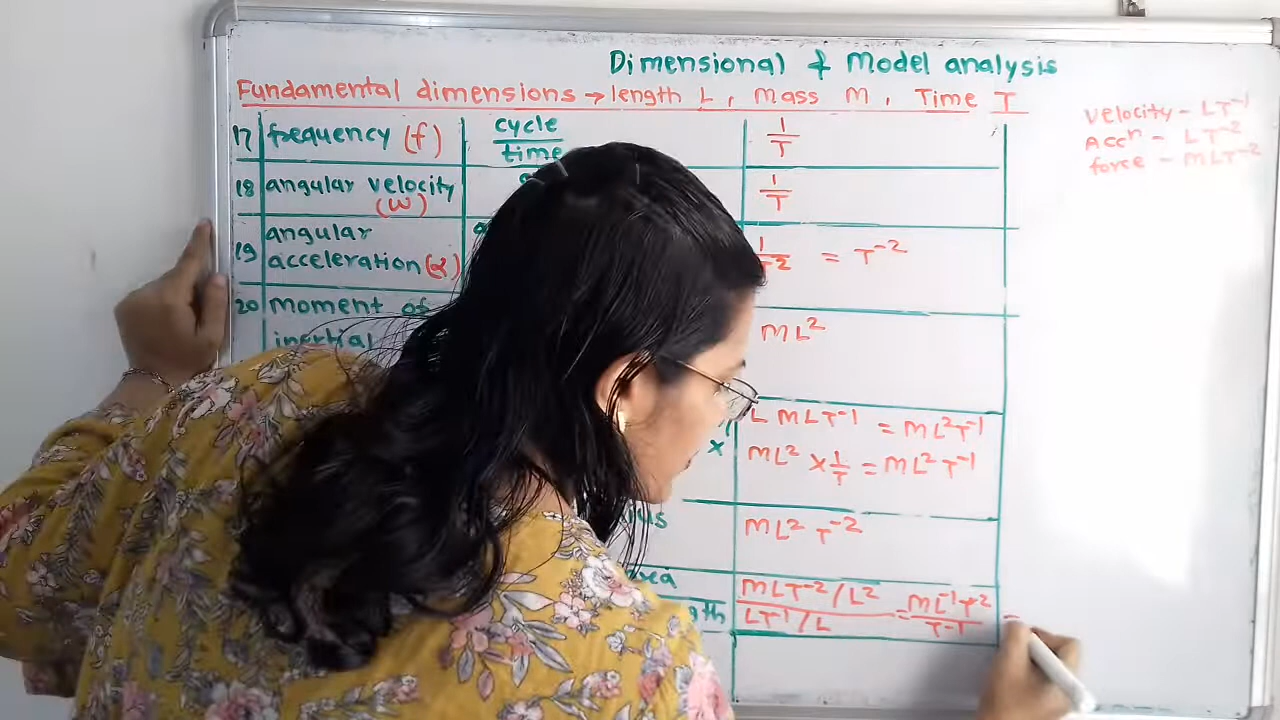 Dimensional & Model analysis
Fundamental dimensions → length L, Mass M, Time T
velocity - LT⁻¹
Accⁿ - LT⁻²
force - MLT⁻²
17 frequency (f) cycle/time 1/T
18 angular velocity (ω) 1/T
19 angular acceleration (α) 1/T² = T⁻²
20 moment of inertial ML²
L MLT⁻¹ = ML²T⁻¹
x ML² x 1/T = ML²T⁻¹
ML²T⁻²
MLT⁻²/L² / LT⁻¹/L = ML⁻¹T⁻² / T⁻¹ =